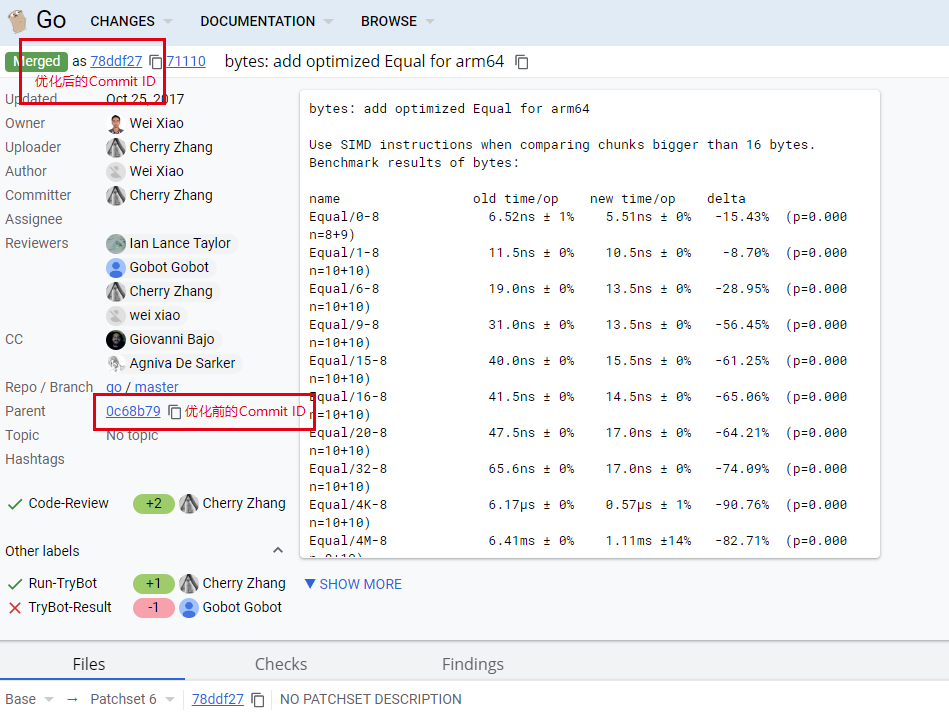 Go CHANGES DOCUMENTATION BROWSE
Merged as 78ddf27 71110 bytes: add optimized Equal for arm64
优化后的Commit ID
Updated Oct 25, 2017
Owner Wei Xiao
Uploader Cherry Zhang
Author Wei Xiao
Committer Cherry Zhang
Assignee
Reviewers Ian Lance Taylor
Gobot Gobot
Cherry Zhang
wei xiao
CC Giovanni Bajo
Agniva De Sarker
Repo / Branch go / master
Parent 0c68b79 优化前的Commit ID
Topic No topic
Hashtags
Code-Review +2 Cherry Zhang
Other labels
Run-TryBot +1 Cherry Zhang
TryBot-Result -1 Gobot Gobot
bytes: add optimized Equal for arm64
Use SIMD instructions when comparing chunks bigger than 16 bytes.
Benchmark results of bytes:
name old time/op new time/op delta
Equal/0-8 6.52ns ± 1% 5.51ns ± 0% -15.43% (p=0.000
n=8+9)
Equal/1-8 11.5ns ± 0% 10.5ns ± 0% -8.70% (p=0.000
n=10+10)
Equal/6-8 19.0ns ± 0% 13.5ns ± 0% -28.95% (p=0.000
n=10+10)
Equal/9-8 31.0ns ± 0% 13.5ns ± 0% -56.45% (p=0.000
n=10+10)
Equal/15-8 40.0ns ± 0% 15.5ns ± 0% -61.25% (p=0.000
n=10+10)
Equal/16-8 41.5ns ± 0% 14.5ns ± 0% -65.06% (p=0.000
n=10+10)
Equal/20-8 47.5ns ± 0% 17.0ns ± 0% -64.21% (p=0.000
n=10+10)
Equal/32-8 65.6ns ± 0% 17.0ns ± 0% -74.09% (p=0.000
n=10+10)
Equal/4K-8 6.17µs ± 0% 0.57µs ± 1% -90.76% (p=0.000
n=10+10)
Equal/4M-8 6.41ms ± 0% 1.11ms ±14% -82.71% (p=0.000
SHOW MORE
Files Checks Findings
Base → Patchset 6 78ddf27 NO PATCHSET DESCRIPTION